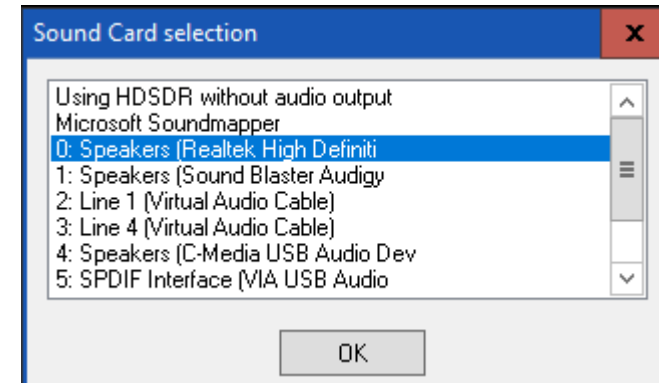 Sound Card selection
Using HDSDR without audio output
Microsoft Soundmapper
0: Speakers (Realtek High Definiti
1: Speakers (Sound Blaster Audigy
2: Line 1 (Virtual Audio Cable)
3: Line 4 (Virtual Audio Cable)
4: Speakers (C-Media USB Audio Dev
5: SPDIF Interface (VIA USB Audio
OK